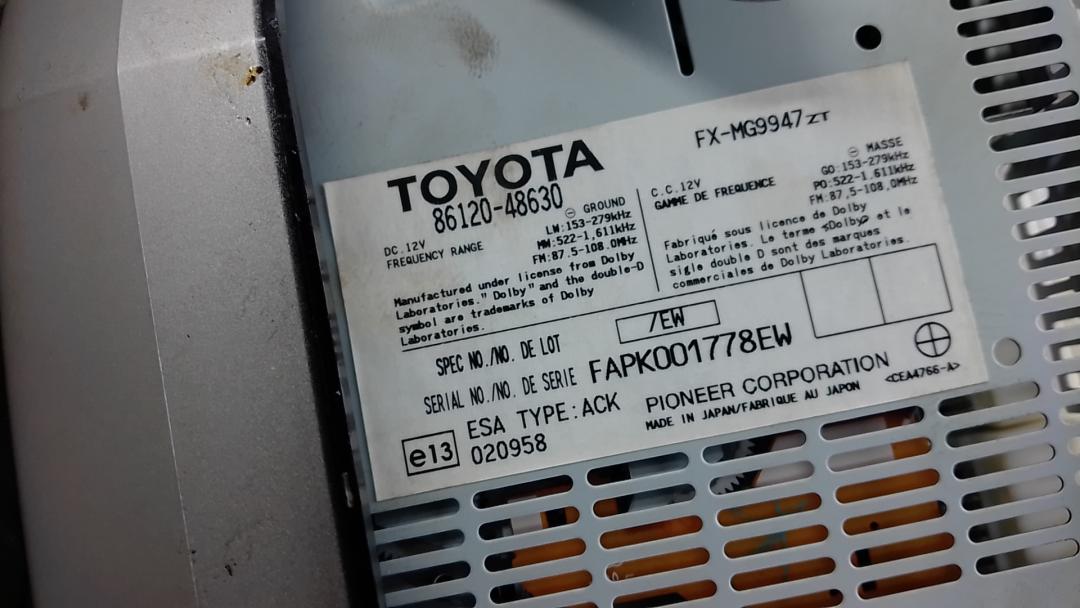 FX-MG9947ZT
TOYOTA
86120-48630
DC.12V ⊖ GROUND
FREQUENCY RANGE LW:153-279kHz
MW:522-1,611kHz
FM:87.5-108.0MHz
Manufactured under license from Dolby
Laboratories." Dolby" and the double-D
symbol are trademarks of Dolby
Laboratories.
C.C.12V ⊖ MASSE
GAMME DE FREQUENCE GO:153-279kHz
PO:522-1.611kHz
FM:87,5-108,0MHz
Fabriqué sous licence de Dolby
Laboratories. Le terme «Dolby» et le
sigle double D sont des marques
commerciales de Dolby Laboratories.
SPEC NO./NO. DE LOT /EW
SERIAL NO./NO. DE SERIE FAPK001778EW
e13 ESA TYPE:ACK
020958
PIONEER CORPORATION
MADE IN JAPAN/FABRIQUE AU JAPON <CEA4766-A>